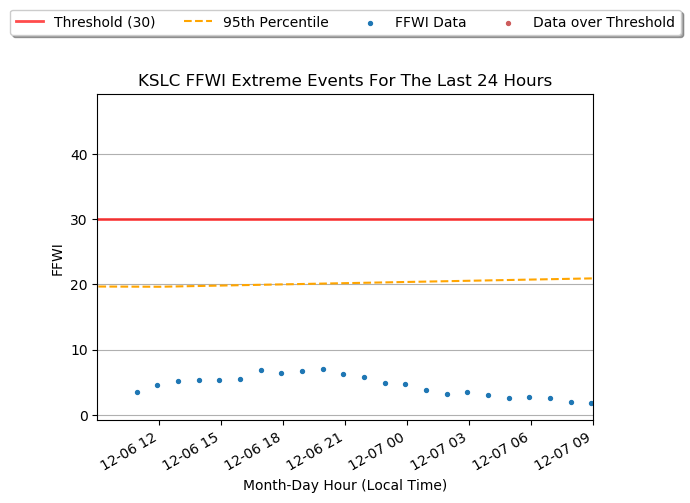 Threshold (30) 95th Percentile FFWI Data Data over Threshold
KSLC FFWI Extreme Events For The Last 24 Hours
40
30
20
10
0
FFWI
12-06 12 12-06 15 12-06 18 12-06 21 12-07 00 12-07 03 12-07 06 12-07 09
Month-Day Hour (Local Time)